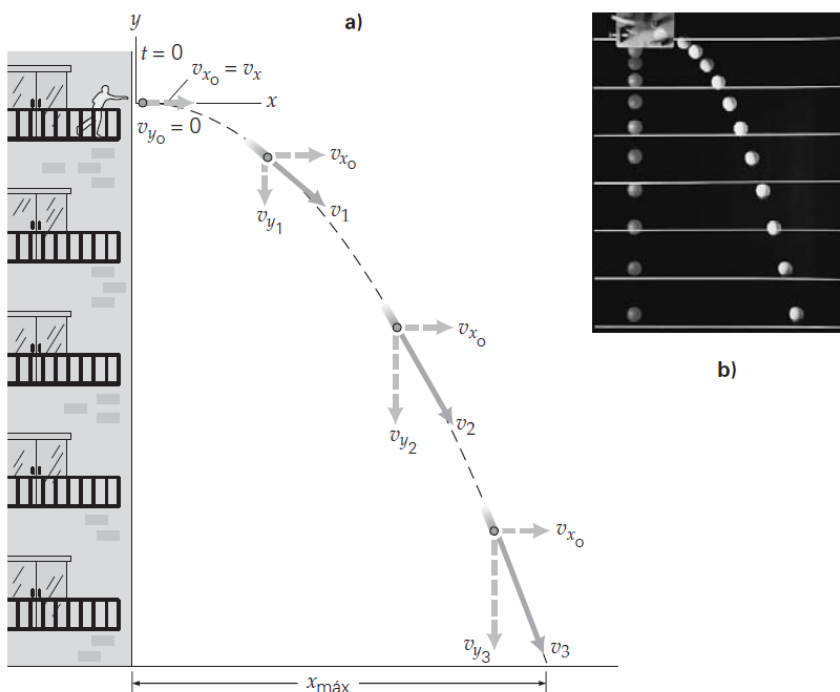 a)
y
t = 0
v_{x_o} = v_x
x
v_{y_o} = 0
v_{x_o}
v_{y_1}
v_1
v_{x_o}
v_{y_2}
v_2
v_{x_o}
v_{y_3}
v_3
x_{máx}
b)